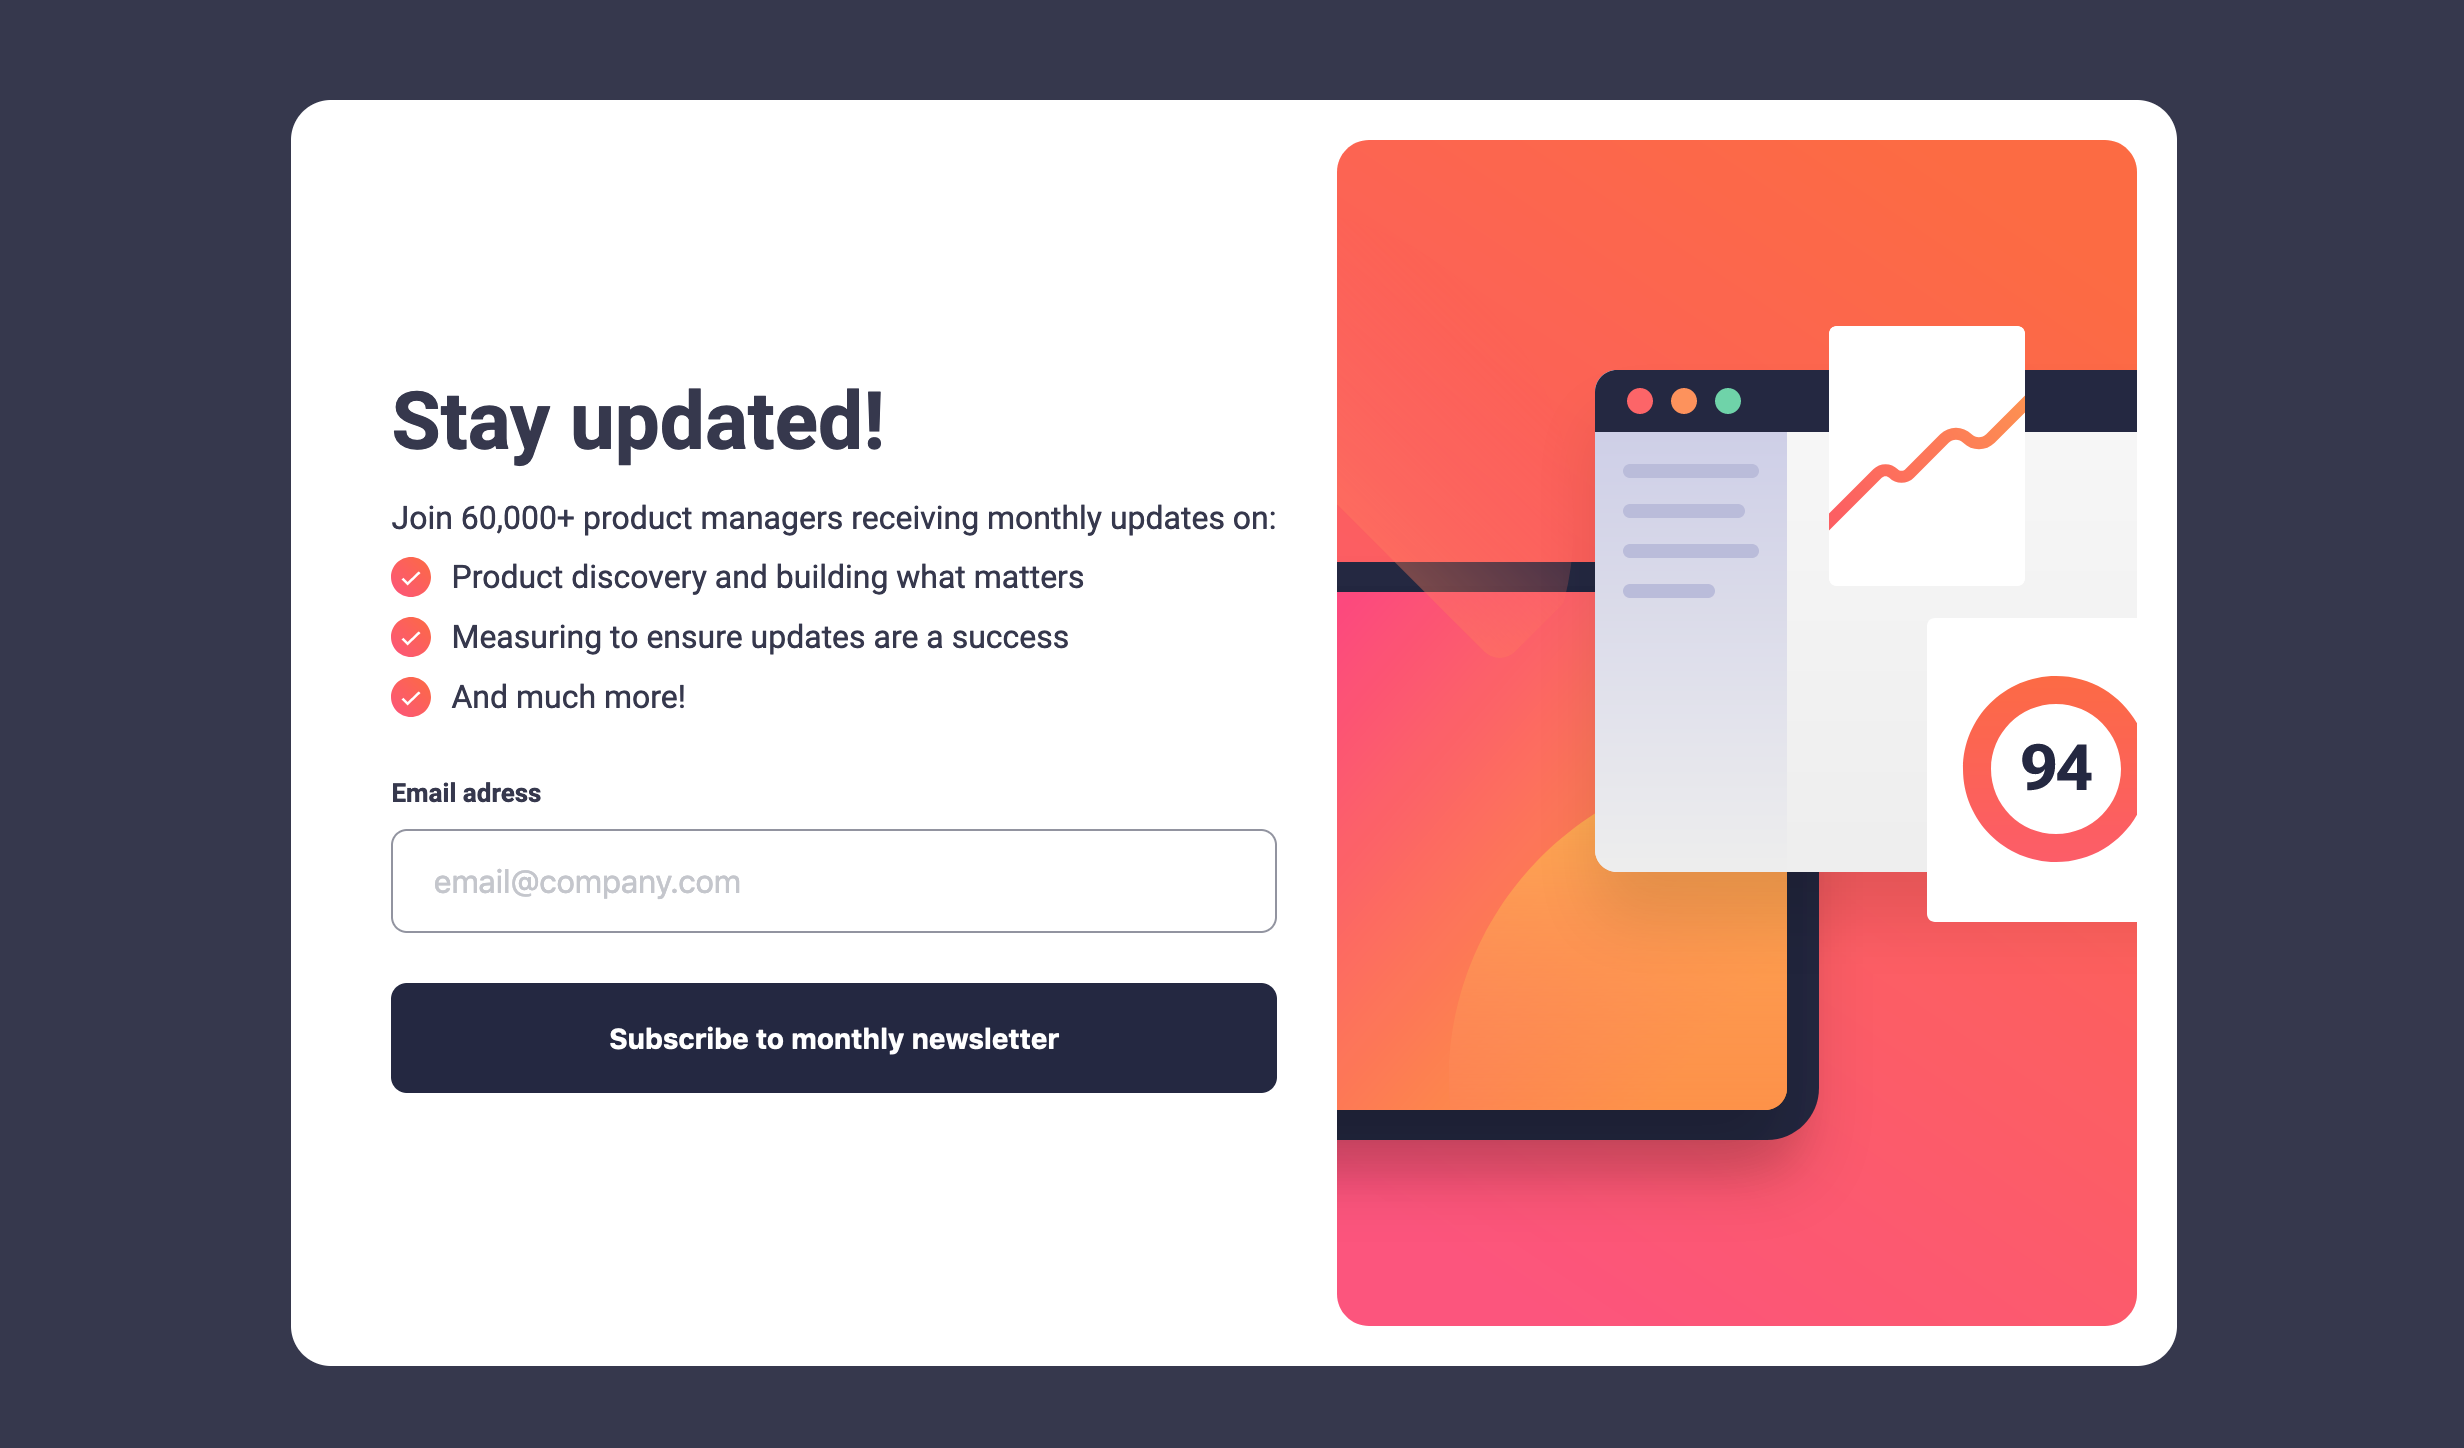 Stay updated!
Join 60,000+ product managers receiving monthly updates on:
Product discovery and building what matters
Measuring to ensure updates are a success
And much more!
Email adress
email@company.com
Subscribe to monthly newsletter
94